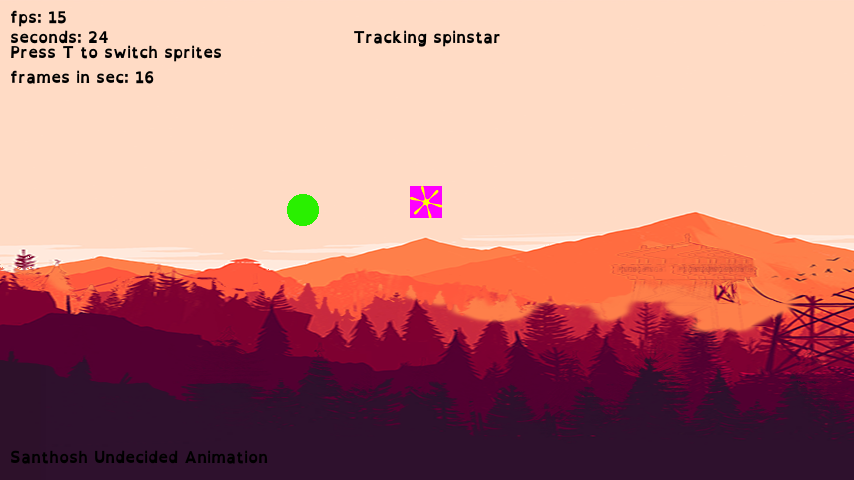 fps: 15
seconds: 24
Tracking spinstar
Press T to switch sprites
frames in sec: 16
Santhosh Undecided Animation